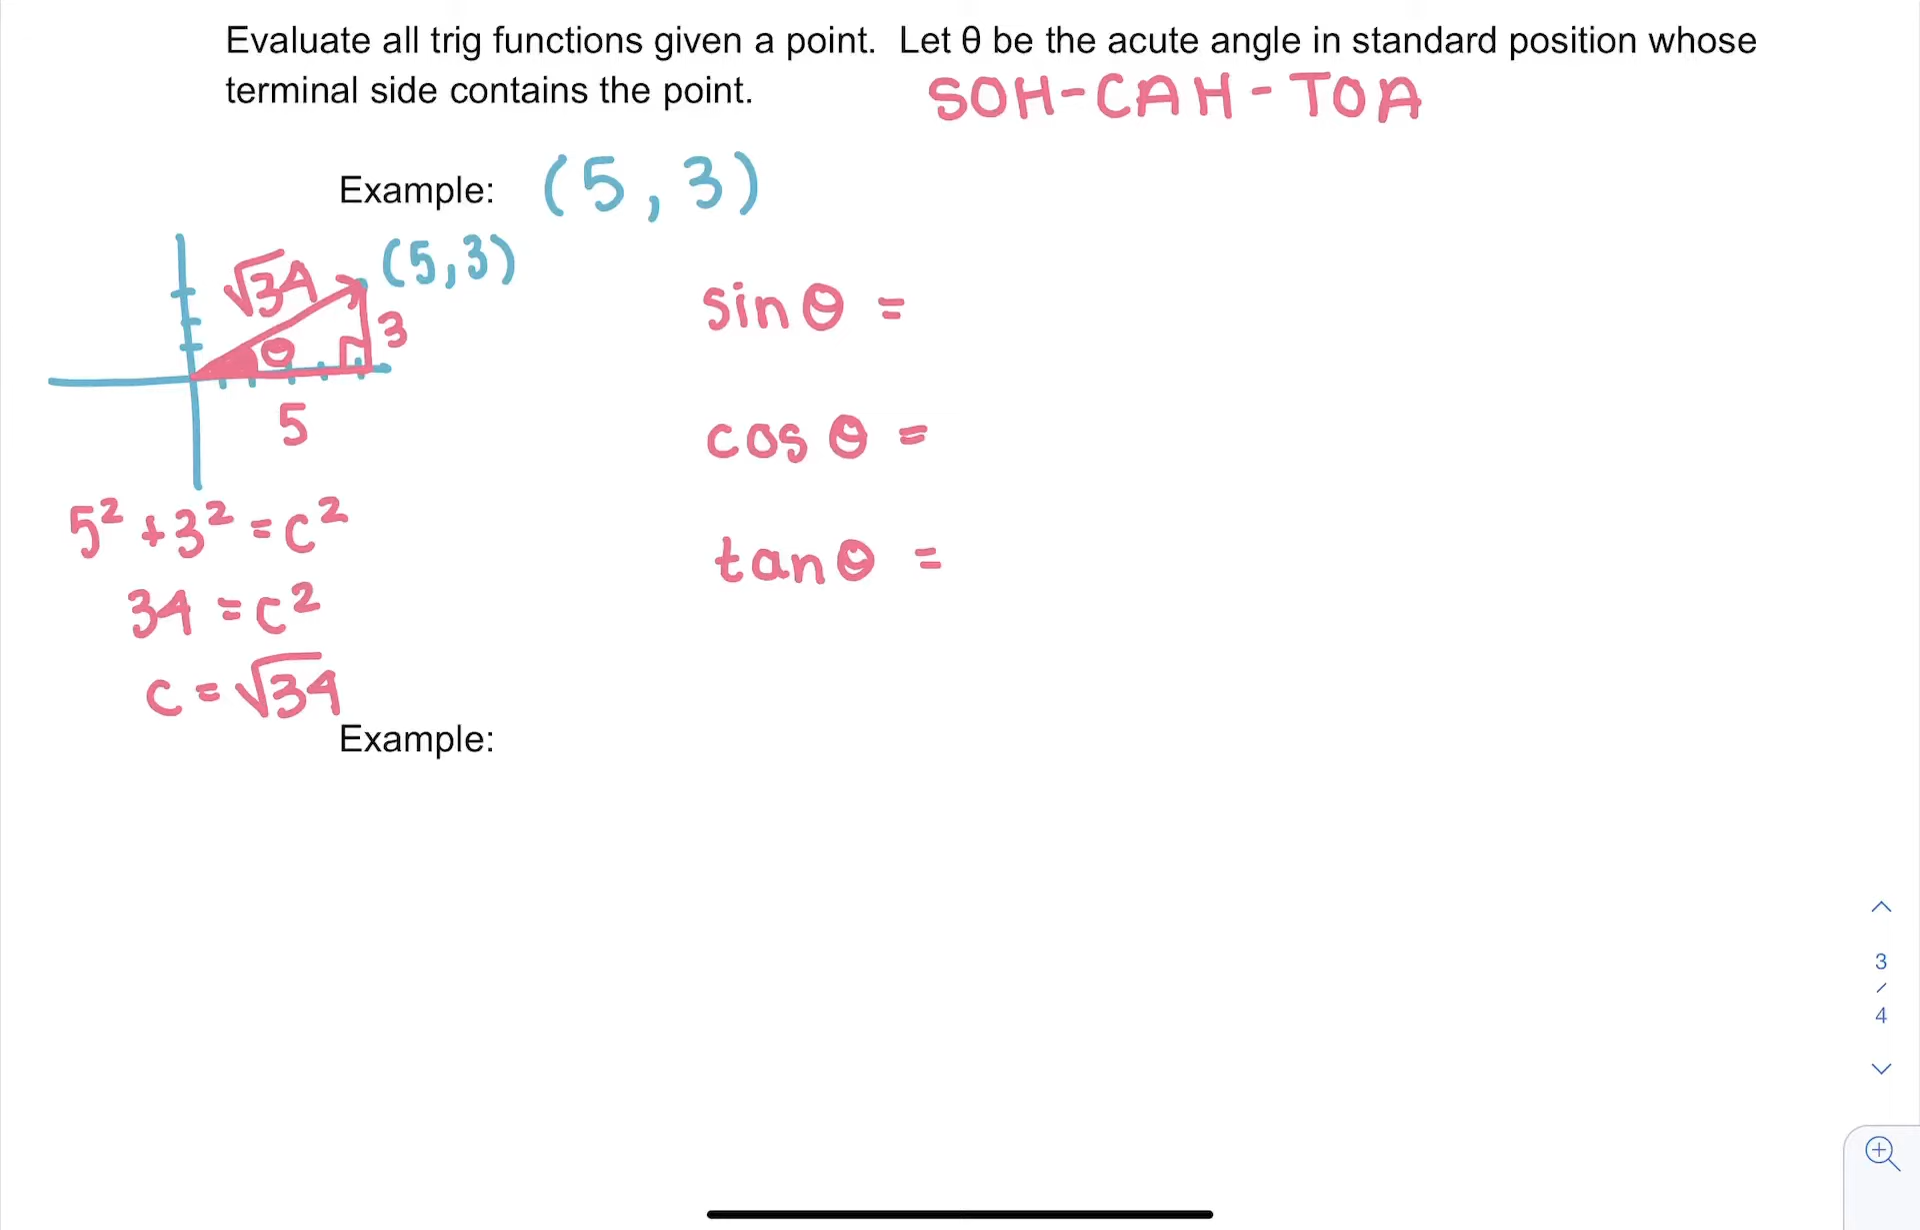 Evaluate all trig functions given a point. Let θ be the acute angle in standard position whose
terminal side contains the point.
SOH-CAH-TOA
Example: (5, 3)
(5,3)
√34
3
θ
5
sin θ =
cos θ =
tan θ =
5² + 3² = c²
34 = c²
c = √34
Example:
3
/
4